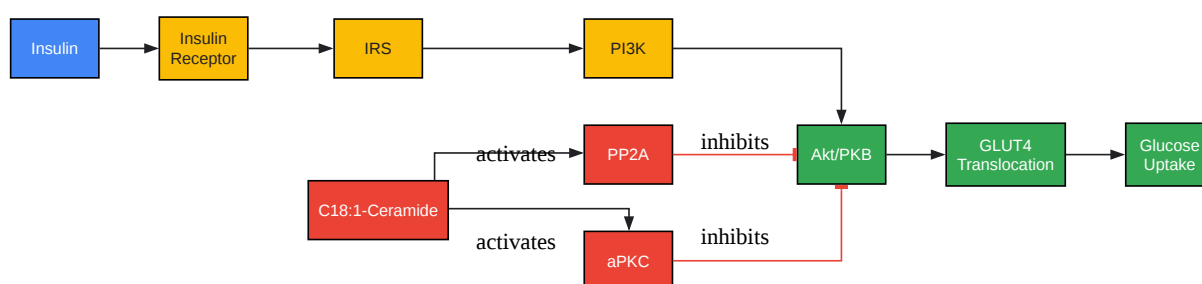 Insulin
Insulin
Receptor
IRS
PI3K
activates
PP2A
inhibits
Akt/PKB
GLUT4
Translocation
Glucose
Uptake
C18:1-Ceramide
activates
aPKC
inhibits